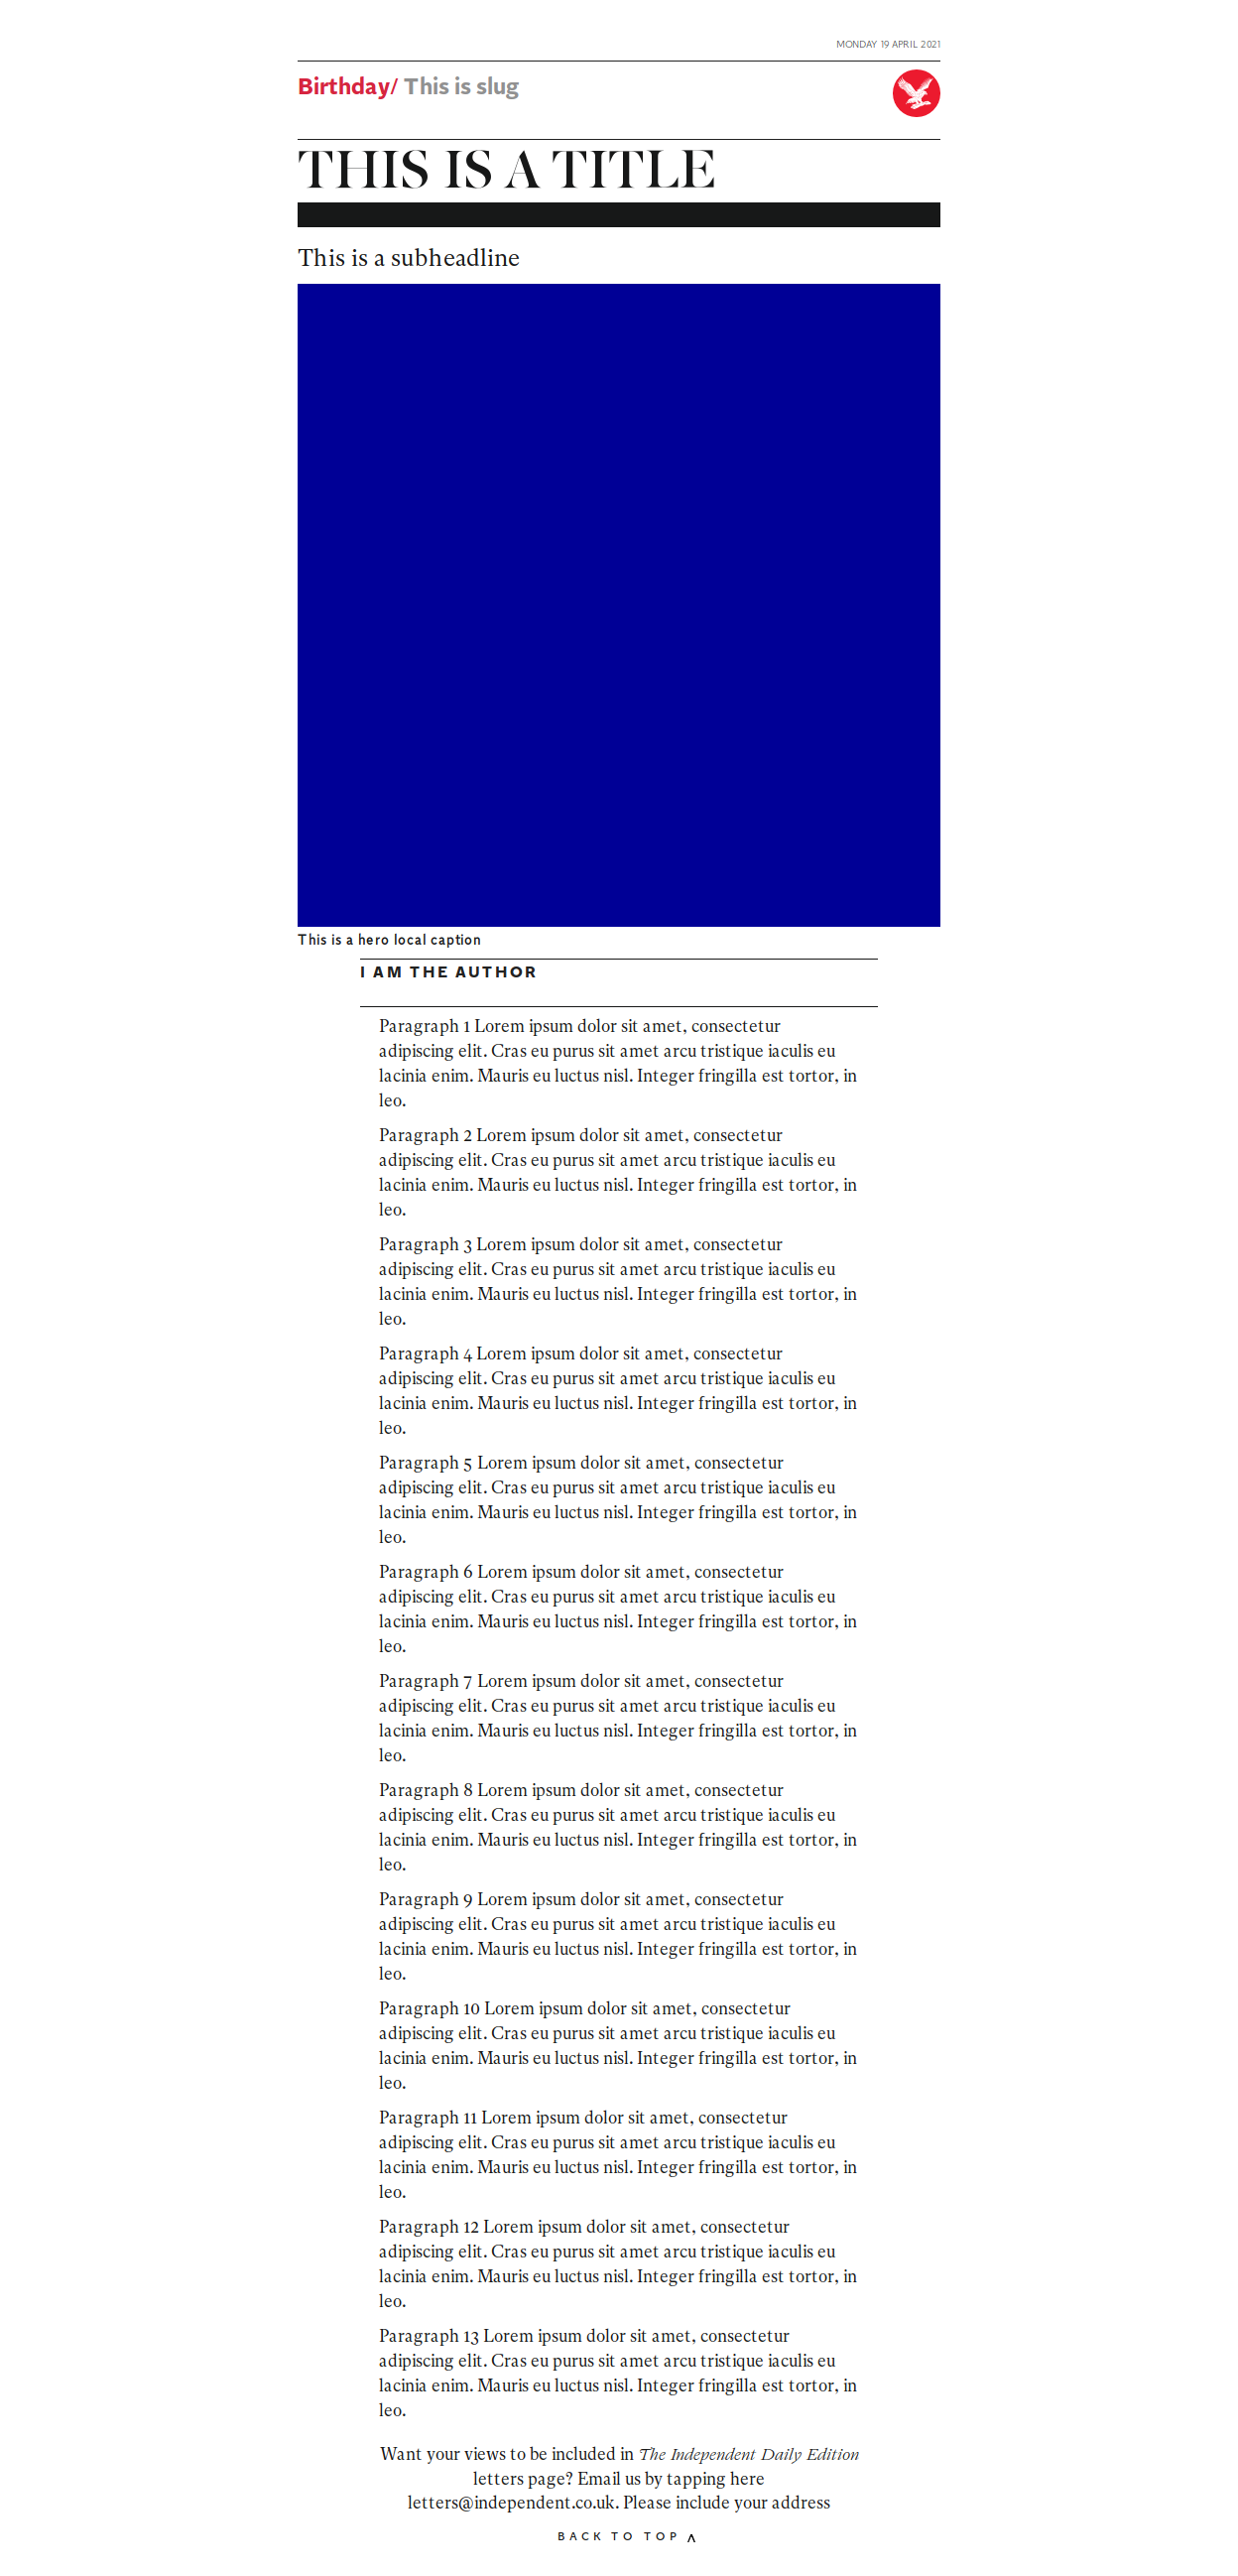 MONDAY 19 APRIL 2021
Birthday/ This is slug
THIS IS A TITLE
This is a subheadline
This is a hero local caption
I AM THE AUTHOR
Paragraph 1 Lorem ipsum dolor sit amet, consectetur
adipiscing elit. Cras eu purus sit amet arcu tristique iaculis eu
lacinia enim. Mauris eu luctus nisl. Integer fringilla est tortor, in
leo.
Paragraph 2 Lorem ipsum dolor sit amet, consectetur
adipiscing elit. Cras eu purus sit amet arcu tristique iaculis eu
lacinia enim. Mauris eu luctus nisl. Integer fringilla est tortor, in
leo.
Paragraph 3 Lorem ipsum dolor sit amet, consectetur
adipiscing elit. Cras eu purus sit amet arcu tristique iaculis eu
lacinia enim. Mauris eu luctus nisl. Integer fringilla est tortor, in
leo.
Paragraph 4 Lorem ipsum dolor sit amet, consectetur
adipiscing elit. Cras eu purus sit amet arcu tristique iaculis eu
lacinia enim. Mauris eu luctus nisl. Integer fringilla est tortor, in
leo.
Paragraph 5 Lorem ipsum dolor sit amet, consectetur
adipiscing elit. Cras eu purus sit amet arcu tristique iaculis eu
lacinia enim. Mauris eu luctus nisl. Integer fringilla est tortor, in
leo.
Paragraph 6 Lorem ipsum dolor sit amet, consectetur
adipiscing elit. Cras eu purus sit amet arcu tristique iaculis eu
lacinia enim. Mauris eu luctus nisl. Integer fringilla est tortor, in
leo.
Paragraph 7 Lorem ipsum dolor sit amet, consectetur
adipiscing elit. Cras eu purus sit amet arcu tristique iaculis eu
lacinia enim. Mauris eu luctus nisl. Integer fringilla est tortor, in
leo.
Paragraph 8 Lorem ipsum dolor sit amet, consectetur
adipiscing elit. Cras eu purus sit amet arcu tristique iaculis eu
lacinia enim. Mauris eu luctus nisl. Integer fringilla est tortor, in
leo.
Paragraph 9 Lorem ipsum dolor sit amet, consectetur
adipiscing elit. Cras eu purus sit amet arcu tristique iaculis eu
lacinia enim. Mauris eu luctus nisl. Integer fringilla est tortor, in
leo.
Paragraph 10 Lorem ipsum dolor sit amet, consectetur
adipiscing elit. Cras eu purus sit amet arcu tristique iaculis eu
lacinia enim. Mauris eu luctus nisl. Integer fringilla est tortor, in
leo.
Paragraph 11 Lorem ipsum dolor sit amet, consectetur
adipiscing elit. Cras eu purus sit amet arcu tristique iaculis eu
lacinia enim. Mauris eu luctus nisl. Integer fringilla est tortor, in
leo.
Paragraph 12 Lorem ipsum dolor sit amet, consectetur
adipiscing elit. Cras eu purus sit amet arcu tristique iaculis eu
lacinia enim. Mauris eu luctus nisl. Integer fringilla est tortor, in
leo.
Paragraph 13 Lorem ipsum dolor sit amet, consectetur
adipiscing elit. Cras eu purus sit amet arcu tristique iaculis eu
lacinia enim. Mauris eu luctus nisl. Integer fringilla est tortor, in
leo.
Want your views to be included in The Independent Daily Edition
letters page? Email us by tapping here
letters@independent.co.uk. Please include your address
BACK TO TOP